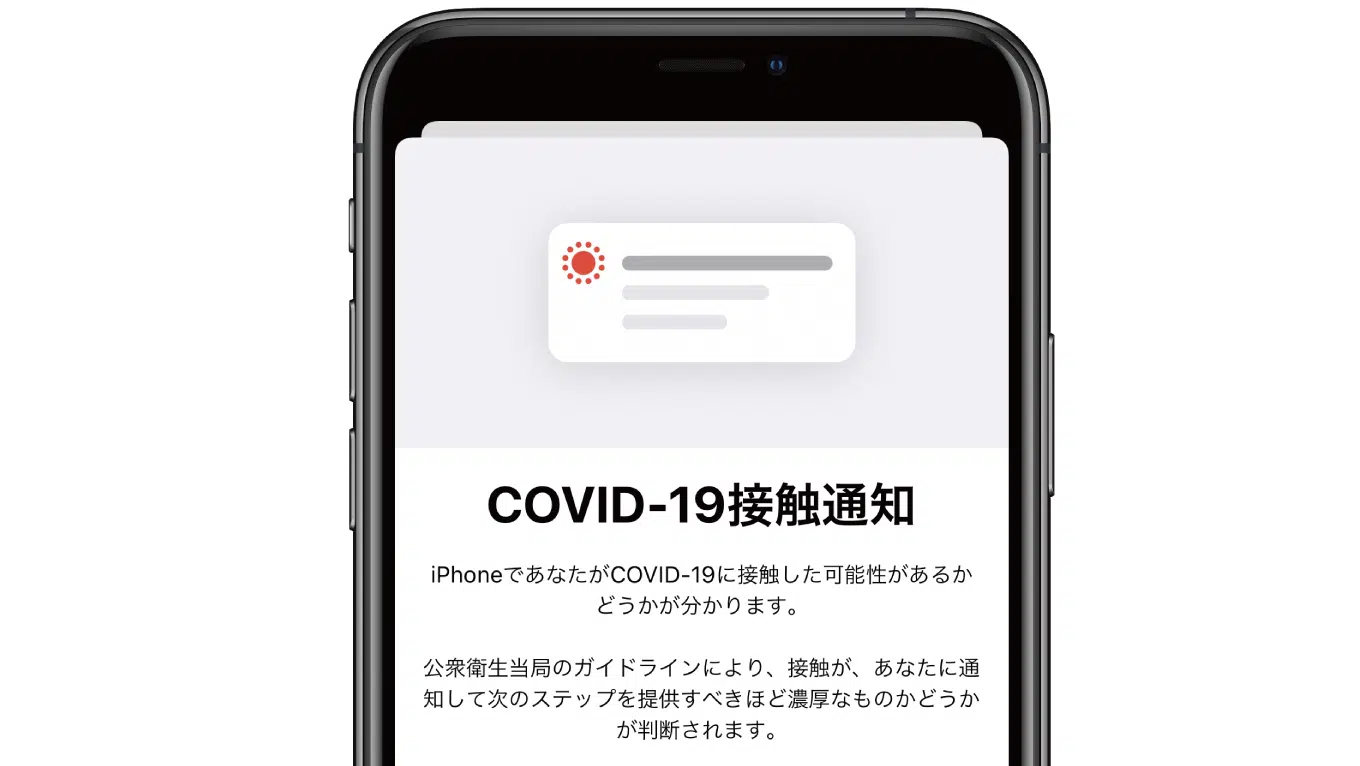 COVID-19接触通知
iPhoneであなたがCOVID-19に接触した可能性があるか
どうかが分かります。
公衆衛生当局のガイドラインにより、接触が、あなたに通
知して次のステップを提供すべきほど濃厚なものかどうか
が判断されます。